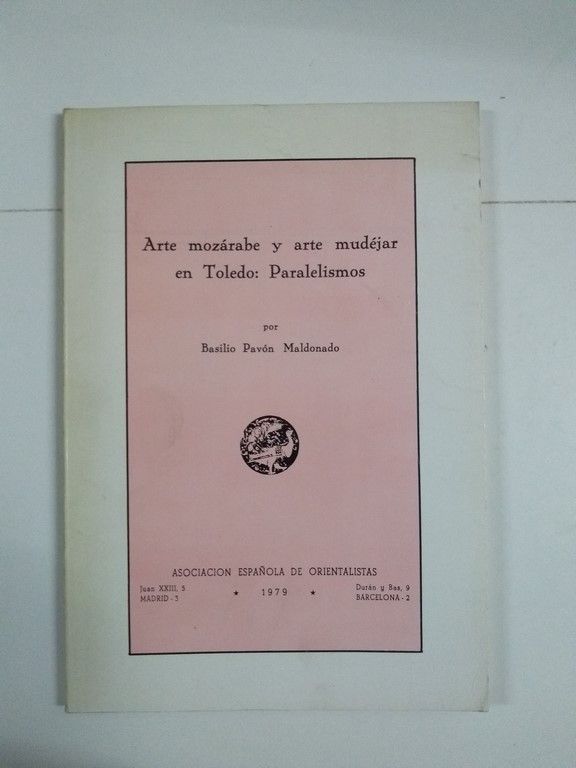 Arte mozárabe y arte mudéjar
en Toledo: Paralelismos
por
Basilio Pavón Maldonado
ASOCIACION ESPAÑOLA DE ORIENTALISTAS
Juan XXIII, 5
MADRID - 3
★ 1979 ★
Durán y Bas, 9
BARCELONA - 2